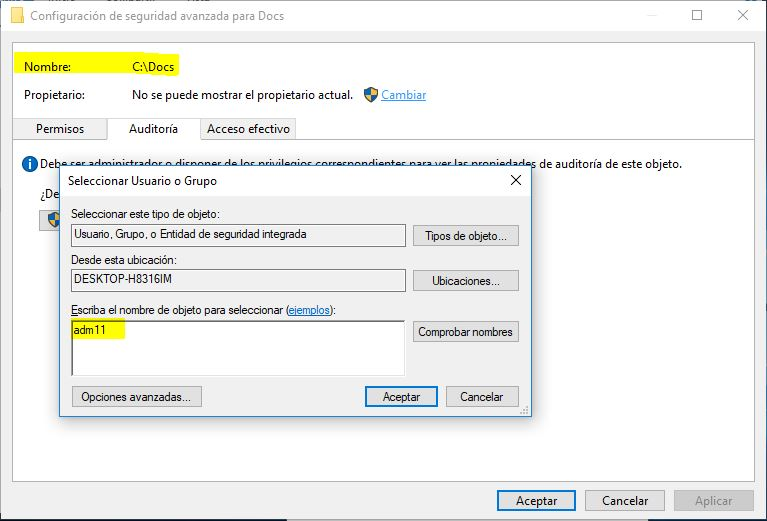 Configuración de seguridad avanzada para Docs
Nombre: C:\Docs
Propietario: No se puede mostrar el propietario actual. Cambiar
Permisos Auditoría Acceso efectivo
Debe ser administrador o disponer de los privilegios correspondientes para ver las propiedades de auditoría de este objeto.
¿De
Seleccionar Usuario o Grupo
Seleccionar este tipo de objeto:
Usuario, Grupo, o Entidad de seguridad integrada Tipos de objeto...
Desde esta ubicación:
DESKTOP-H8316IM Ubicaciones...
Escriba el nombre de objeto para seleccionar (ejemplos):
adm11 Comprobar nombres
Opciones avanzadas... Aceptar Cancelar
Aceptar Cancelar Aplicar